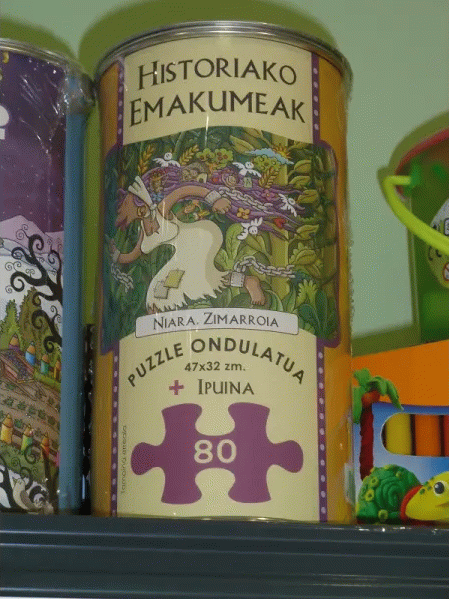 HISTORIAKO
EMAKUMEAK
NIARA, ZIMARROIA
PUZZLE ONDULATUA
47x32 zm.
+ IPUINA
80